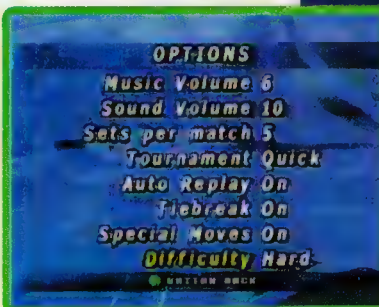 OPTIONS
Music Volume 6
Sound Volume 10
Sets per match 5
Tournament Quick
Auto Replay On
Tiebreak On
Special Moves On
Difficulty Hard
BACK